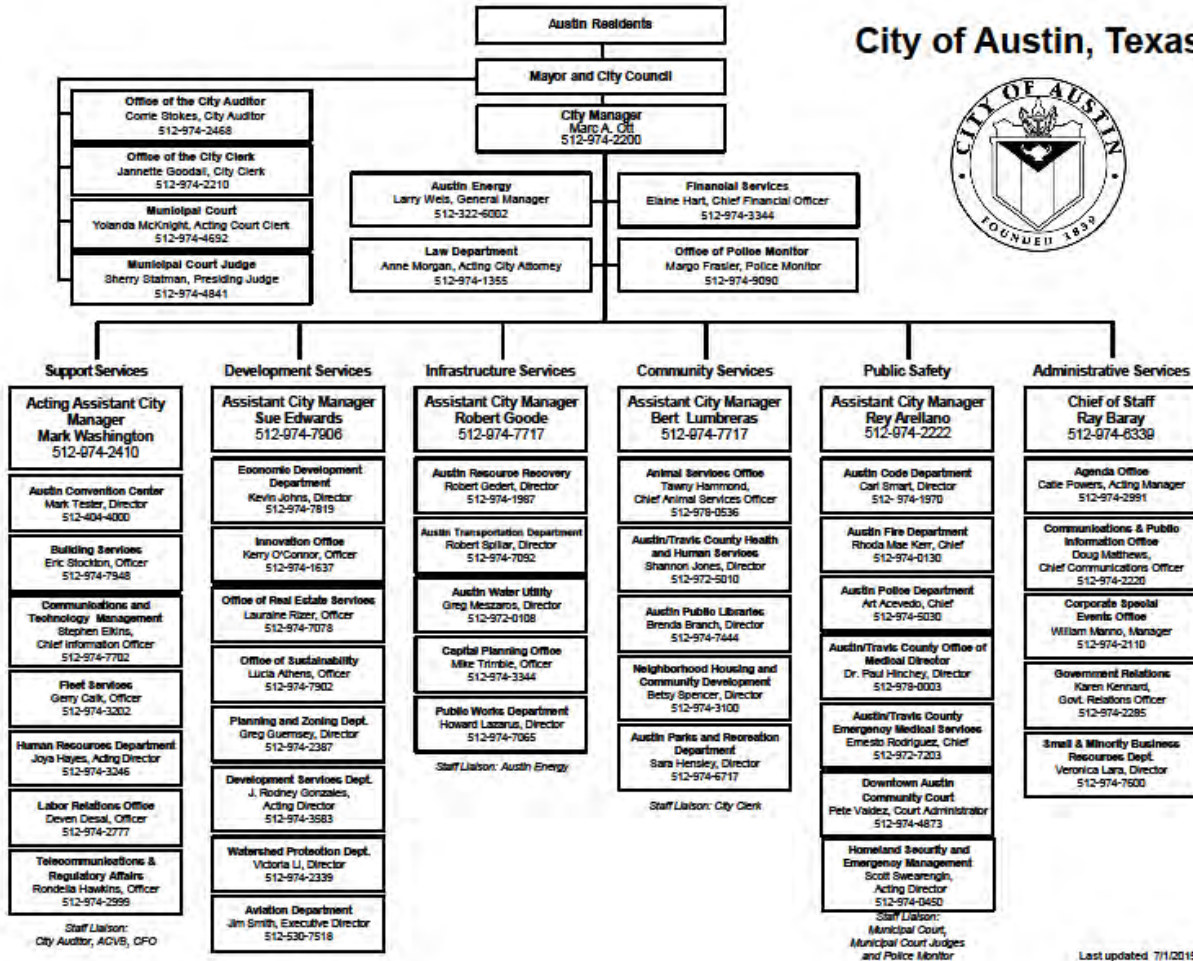 Austin Residents
City of Austin, Texas
Mayor and City Council
CITY OF AUSTIN
FOUNDED 1839
City Manager
Marc A. Ott
512-974-2200
Office of the City Auditor
Corrie Stokes, City Auditor
512-974-2468
Office of the City Clerk
Jannette Goodall, City Clerk
512-974-2210
Municipal Court
Yolanda McKnight, Acting Court Clerk
512-974-4692
Municipal Court Judge
Sherry Statman, Presiding Judge
512-974-4841
Austin Energy
Larry Weis, General Manager
512-322-6002
Financial Services
Elaine Hart, Chief Financial Officer
512-974-3344
Law Department
Anne Morgan, Acting City Attorney
512-974-1355
Office of Police Monitor
Margo Frasier, Police Monitor
512-974-9090
Support Services
Acting Assistant City
Manager
Mark Washington
512-974-2410
Austin Convention Center
Mark Tester, Director
512-404-4000
Building Services
Eric Stockton, Officer
512-974-7948
Communications and
Technology Management
Stephen Elkins,
Chief Information Officer
512-974-7702
Fleet Services
Gerry Calk, Officer
512-974-3202
Human Resources Department
Joya Hayes, Acting Director
512-974-3246
Labor Relations Office
Deven Desai, Officer
512-974-2777
Telecommunications &
Regulatory Affairs
Rondella Hawkins, Officer
512-974-2999
Staff Liaison:
City Auditor, ACVB, CFO
Development Services
Assistant City Manager
Sue Edwards
512-974-7906
Economic Development
Department
Kevin Johns, Director
512-974-7819
Innovation Office
Kerry O'Connor, Officer
512-974-1637
Office of Real Estate Services
Lauraine Rizer, Officer
512-974-7078
Office of Sustainability
Lucia Athens, Officer
512-974-7902
Planning and Zoning Dept.
Greg Guernsey, Director
512-974-2387
Development Services Dept.
J. Rodney Gonzales,
Acting Director
512-974-3583
Watershed Protection Dept.
Victoria Li, Director
512-974-2339
Aviation Department
Jim Smith, Executive Director
512-530-7518
Infrastructure Services
Assistant City Manager
Robert Goode
512-974-7717
Austin Resource Recovery
Robert Gedert, Director
512-974-1987
Austin Transportation Department
Robert Spillar, Director
512-974-7092
Austin Water Utility
Greg Meszaros, Director
512-972-0108
Capital Planning Office
Mike Trimble, Officer
512-974-3344
Public Works Department
Howard Lazarus, Director
512-974-7065
Staff Liaison: Austin Energy
Community Services
Assistant City Manager
Bert Lumbreras
512-974-7717
Animal Services Office
Tawny Hammond,
Chief Animal Services Officer
512-978-0536
Austin/Travis County Health
and Human Services
Shannon Jones, Director
512-972-5010
Austin Public Libraries
Brenda Branch, Director
512-974-7444
Neighborhood Housing and
Community Development
Betsy Spencer, Director
512-974-3100
Austin Parks and Recreation
Department
Sara Hensley, Director
512-974-6717
Staff Liaison: City Clerk
Public Safety
Assistant City Manager
Rey Arellano
512-974-2222
Austin Code Department
Carl Smart, Director
512- 974-1970
Austin Fire Department
Rhoda Mae Kerr, Chief
512-974-0130
Austin Police Department
Art Acevedo, Chief
512-974-5030
Austin/Travis County Office of
Medical Director
Dr. Paul Hinchey, Director
512-978-0003
Austin/Travis County
Emergency Medical Services
Ernesto Rodriguez, Chief
512-972-7203
Downtown Austin
Community Court
Pete Valdez, Court Administrator
512-974-4873
Homeland Security and
Emergency Management
Scott Swearengin,
Acting Director
512-974-0450
Staff Liaison:
Municipal Court,
Municipal Court Judges
and Police Monitor
Administrative Services
Chief of Staff
Ray Baray
512-974-6339
Agenda Office
Catie Powers, Acting Manager
512-974-2991
Communications & Public
Information Office
Doug Matthews,
Chief Communications Officer
512-974-2220
Corporate Special
Events Office
William Manno, Manager
512-974-2110
Government Relations
Karen Kennard,
Govt. Relations Officer
512-974-2285
Small & Minority Business
Resources Dept.
Veronica Lara, Director
512-974-7600
Last updated 7/1/2015